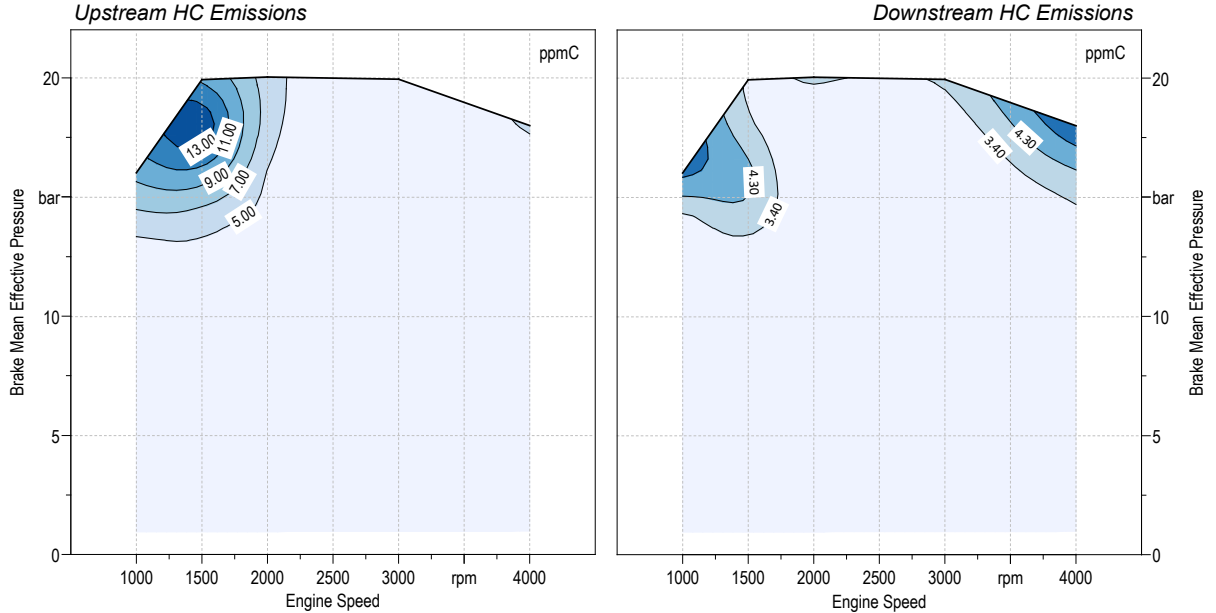 Upstream HC Emissions
ppmC
20
bar
10
5
0
Brake Mean Effective Pressure
13.00
11.00
9.00
7.00
5.00
1000
1500
2000
2500
3000
rpm
4000
Engine Speed
Downstream HC Emissions
ppmC
20
bar
10
5
0
Brake Mean Effective Pressure
4.30
3.40
3.40
4.30
1000
1500
2000
2500
3000
rpm
4000
Engine Speed